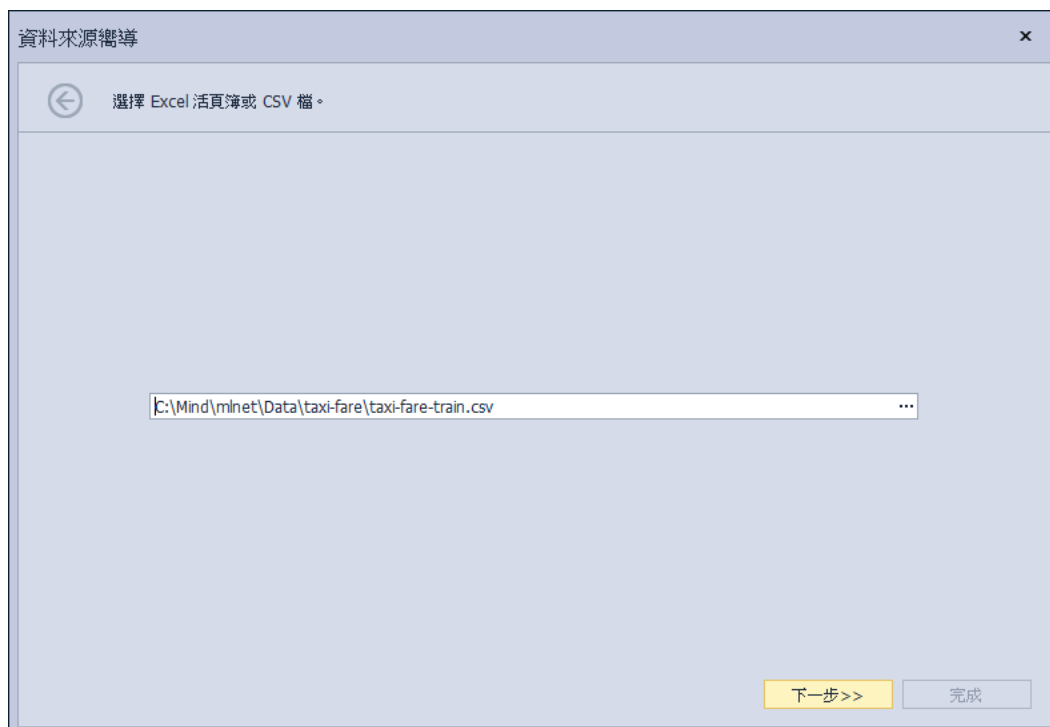 資料來源嚮導
選擇 Excel 活頁簿或 CSV 檔。
C:\Mind\mlnet\Data\taxi-fare\taxi-fare-train.csv
下一步>>
完成